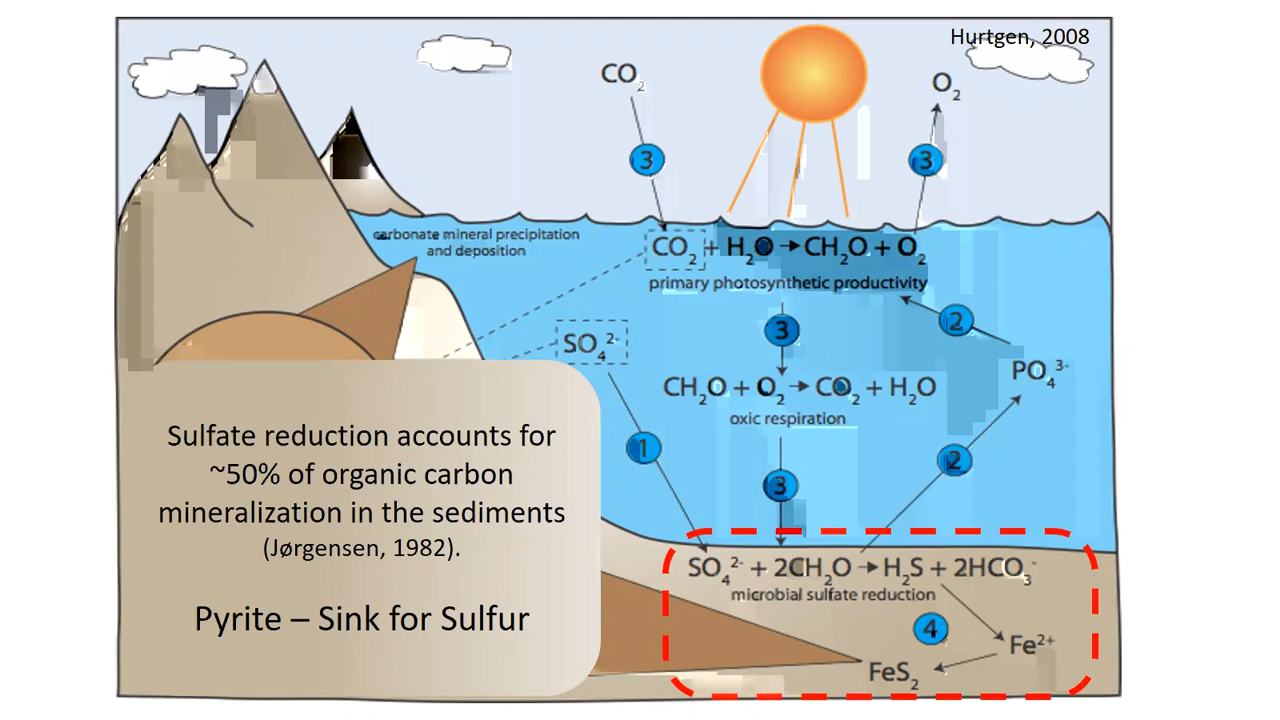 Hurtgen, 2008
CO₂
O₂
3
3
carbonate mineral precipitation
and deposition
CO₂ + H₂O → CH₂O + O₂
primary photosynthetic productivity
SO₄²⁻
3
2
PO₄³⁻
CH₂O + O₂ → CO₂ + H₂O
oxic respiration
1
3
2
Sulfate reduction accounts for
~50% of organic carbon
mineralization in the sediments
(Jørgensen, 1982).
Pyrite – Sink for Sulfur
SO₄²⁻ + 2CH₂O → H₂S + 2HCO₃⁻
microbial sulfate reduction
4
Fe²⁺
FeS₂